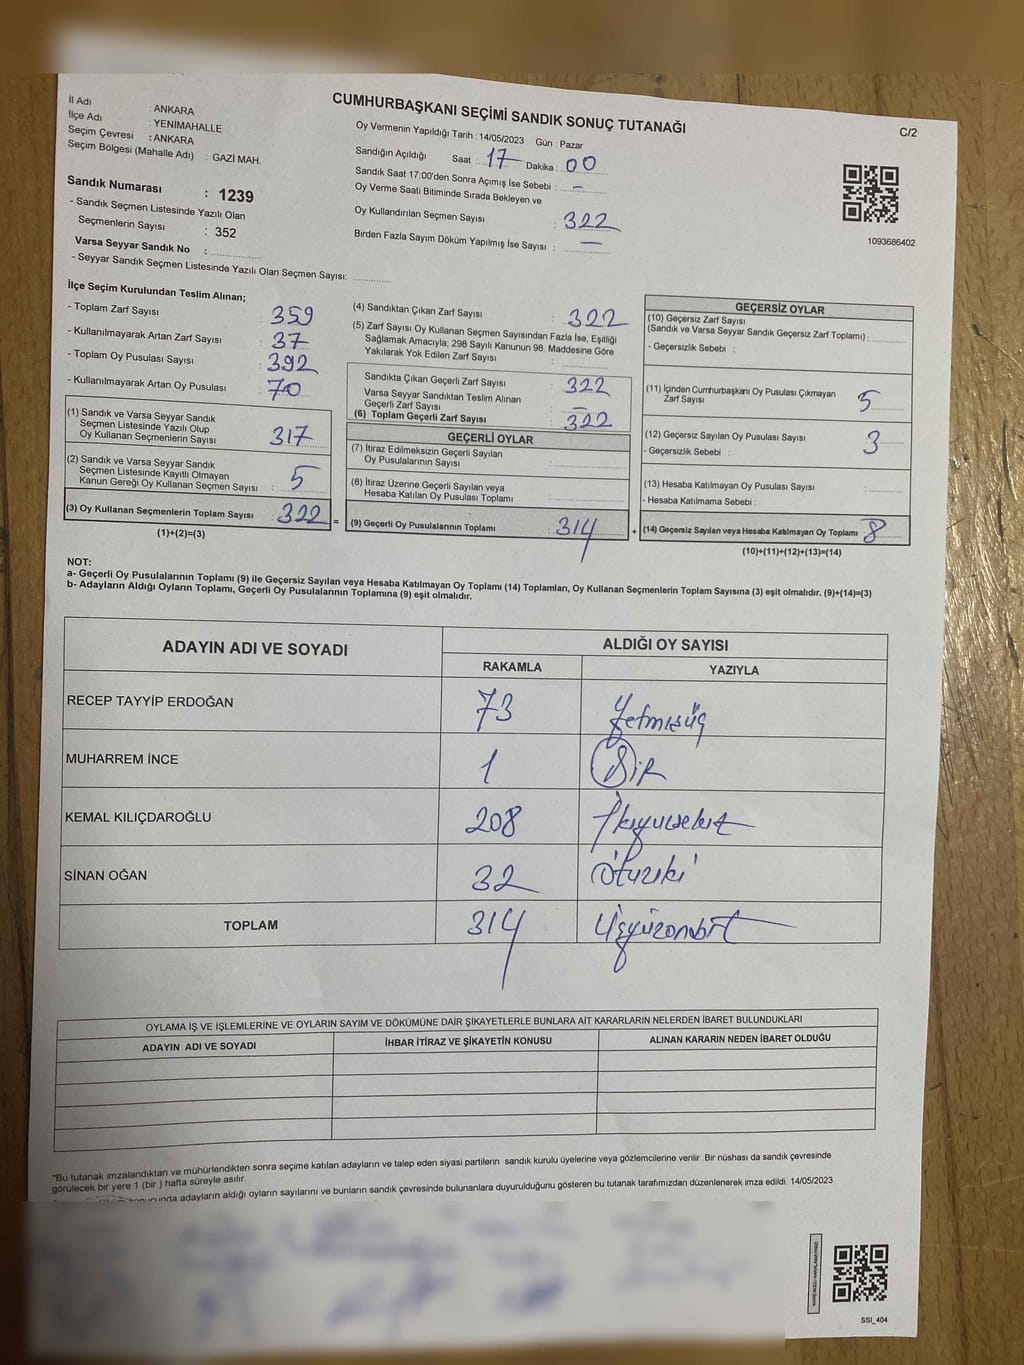 CUMHURBAŞKANI SEÇİMİ SANDIK SONUÇ TUTANAĞI
C/2
İl Adı : ANKARA
İlçe Adı : YENİMAHALLE
Seçim Çevresi : ANKARA
Seçim Bölgesi (Mahalle Adı) : GAZİ MAH.
Sandık Numarası : 1239
- Sandık Seçmen Listesinde Yazılı Olan
Seçmenlerin Sayısı : 352
Varsa Seyyar Sandık No :
- Seyyar Sandık Seçmen Listesinde Yazılı Olan Seçmen Sayısı:
Oy Vermenin Yapıldığı Tarih : 14/05/2023 Gün : Pazar
Sandığın Açıldığı Saat : 17 Dakika : 00
Sandık Saat 17:00'den Sonra Açımış İse Sebebi : -
Oy Verme Saati Bitiminde Sırada Bekleyen ve
Oy Kullandırılan Seçmen Sayısı : 322
Birden Fazla Sayım Döküm Yapılmış İse Sayısı : -
1093686402
İlçe Seçim Kurulundan Teslim Alınan;
- Toplam Zarf Sayısı : 359
- Kullanılmayarak Artan Zarf Sayısı : 37
- Toplam Oy Pusulası Sayısı : 392
- Kullanılmayarak Artan Oy Pusulası : 70
(1) Sandık ve Varsa Seyyar Sandık
Seçmen Listesinde Yazılı Olup
Oy Kullanan Seçmenlerin Sayısı : 317
(2) Sandık ve Varsa Seyyar Sandık
Seçmen Listesinde Kayıtlı Olmayan
Kanun Gereği Oy Kullanan Seçmen Sayısı : 5
(3) Oy Kullanan Seçmenlerin Toplam Sayısı : 322
(1)+(2)=(3)
=
(4) Sandıktan Çıkan Zarf Sayısı : 322
(5) Zarf Sayısı Oy Kullanan Seçmen Sayısından Fazla İse, Eşitliği
Sağlamak Amacıyla; 298 Sayılı Kanunun 98. Maddesine Göre
Yakılarak Yok Edilen Zarf Sayısı :
Sandıkta Çıkan Geçerli Zarf Sayısı : 322
Varsa Seyyar Sandıktan Teslim Alınan
Geçerli Zarf Sayısı : -
(6) Toplam Geçerli Zarf Sayısı : 322
GEÇERLİ OYLAR
(7) İtiraz Edilmeksizin Geçerli Sayılan
Oy Pusulalarının Sayısı :
(8) İtiraz Üzerine Geçerli Sayılan veya
Hesaba Katılan Oy Pusulası Toplamı :
(9) Geçerli Oy Pusulalarının Toplamı : 314
+
GEÇERSİZ OYLAR
(10) Geçersiz Zarf Sayısı
(Sandık ve Varsa Seyyar Sandık Geçersiz Zarf Toplamı) :
- Geçersizlik Sebebi :
(11) İçinden Cumhurbaşkanı Oy Pusulası Çıkmayan
Zarf Sayısı : 5
(12) Geçersiz Sayılan Oy Pusulası Sayısı : 3
- Geçersizlik Sebebi :
(13) Hesaba Katılmayan Oy Pusulası Sayısı :
- Hesaba Katılmama Sebebi :
(14) Geçersiz Sayılan veya Hesaba Katılmayan Oy Toplamı : 8
(10)+(11)+(12)+(13)=(14)
NOT:
a- Geçerli Oy Pusulalarının Toplamı (9) ile Geçersiz Sayılan veya Hesaba Katılmayan Oy Toplamı (14) Toplamları, Oy Kullanan Seçmenlerin Toplam Sayısına (3) eşit olmalıdır. (9)+(14)=(3)
b- Adayların Aldığı Oyların Toplamı, Geçerli Oy Pusulalarının Toplamına (9) eşit olmalıdır.
ADAYIN ADI VE SOYADI
ALDIĞI OY SAYISI
RAKAMLA YAZIYLA
RECEP TAYYİP ERDOĞAN 73 Yetmişüç
MUHARREM İNCE 1 Bir
KEMAL KILIÇDAROĞLU 208 İkiyüzsekiz
SİNAN OĞAN 32 Otuziki
TOPLAM 314 Üçyüzondört
OYLAMA İŞ VE İŞLEMLERİNE VE OYLARIN SAYIM VE DÖKÜMÜNE DAİR ŞİKAYETLERLE BUNLARA AİT KARARLARIN NELERDEN İBARET BULUNDUKLARI
ADAYIN ADI VE SOYADI İHBAR İTİRAZ VE ŞİKAYETİN KONUSU ALINAN KARARIN NEDEN İBARET OLDUĞU
*Bu tutanak imzalandıktan ve mühürlendikten sonra seçime katılan adayların ve talep eden siyasi partilerin sandık kurulu üyelerine veya gözlemcilerine verilir. Bir nüshası da sandık çevresinde
görülecek bir yere 1 (bir ) hafta süreyle asılır.
adayların aldığı oyların sayılarını ve bunların sandık çevresinde bulunanlara duyurulduğunu gösteren bu tutanak tarafımızdan düzenlenerek imza edildi. 14/05/2023
SSI_404